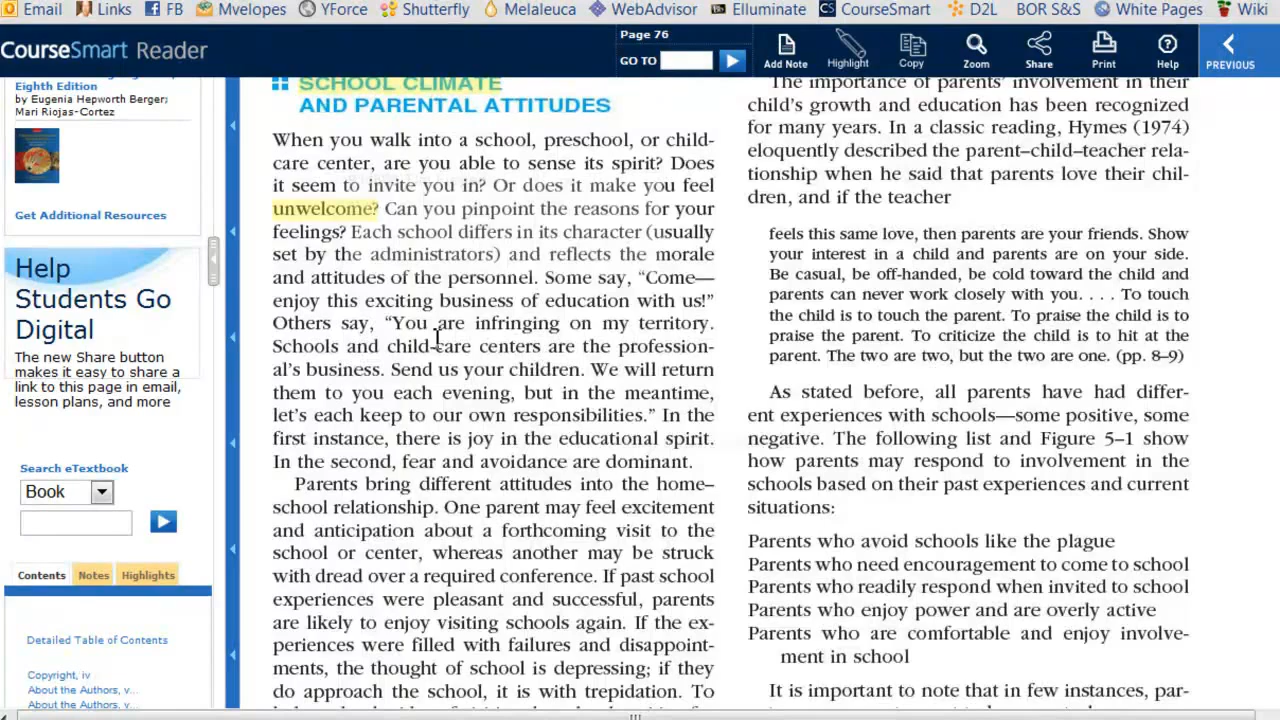 Email
Links
FB
Mvelopes
YForce
Shutterfly
Melaleuca
WebAdvisor
Elluminate
CS CourseSmart
D2L
BOR S&S
White Pages
Wiki
CourseSmart Reader
Page 76
GO TO
Add Note
Highlight
Copy
Zoom
Share
Print
Help
PREVIOUS
Eighth Edition
by Eugenia Hepworth Berger;
Mari Riojas-Cortez
Get Additional Resources
Help
Students Go
Digital
The new Share button
makes it easy to share a
link to this page in email,
lesson plans, and more
Search eTextbook
Book
Contents
Notes
Highlights
Detailed Table of Contents
Copyright, iv
About the Authors, v...
About the Authors, v...
SCHOOL CLIMATE
AND PARENTAL ATTITUDES
When you walk into a school, preschool, or child-
care center, are you able to sense its spirit? Does
it seem to invite you in? Or does it make you feel
unwelcome? Can you pinpoint the reasons for your
feelings? Each school differs in its character (usually
set by the administrators) and reflects the morale
and attitudes of the personnel. Some say, “Come—
enjoy this exciting business of education with us!”
Others say, “You are infringing on my territory.
Schools and child-care centers are the profession-
al’s business. Send us your children. We will return
them to you each evening, but in the meantime,
let’s each keep to our own responsibilities.” In the
first instance, there is joy in the educational spirit.
In the second, fear and avoidance are dominant.
Parents bring different attitudes into the home–
school relationship. One parent may feel excitement
and anticipation about a forthcoming visit to the
school or center, whereas another may be struck
with dread over a required conference. If past school
experiences were pleasant and successful, parents
are likely to enjoy visiting schools again. If the ex-
periences were filled with failures and disappoint-
ments, the thought of school is depressing; if they
do approach the school, it is with trepidation. To
The importance of parents’ involvement in their
child’s growth and education has been recognized
for many years. In a classic reading, Hymes (1974)
eloquently described the parent–child–teacher rela-
tionship when he said that parents love their chil-
dren, and if the teacher
feels this same love, then parents are your friends. Show
your interest in a child and parents are on your side.
Be casual, be off-handed, be cold toward the child and
parents can never work closely with you. . . . To touch
the child is to touch the parent. To praise the child is to
praise the parent. To criticize the child is to hit at the
parent. The two are two, but the two are one. (pp. 8–9)
As stated before, all parents have had differ-
ent experiences with schools—some positive, some
negative. The following list and Figure 5–1 show
how parents may respond to involvement in the
schools based on their past experiences and current
situations:
Parents who avoid schools like the plague
Parents who need encouragement to come to school
Parents who readily respond when invited to school
Parents who enjoy power and are overly active
Parents who are comfortable and enjoy involve-
ment in school
It is important to note that in few instances, par-